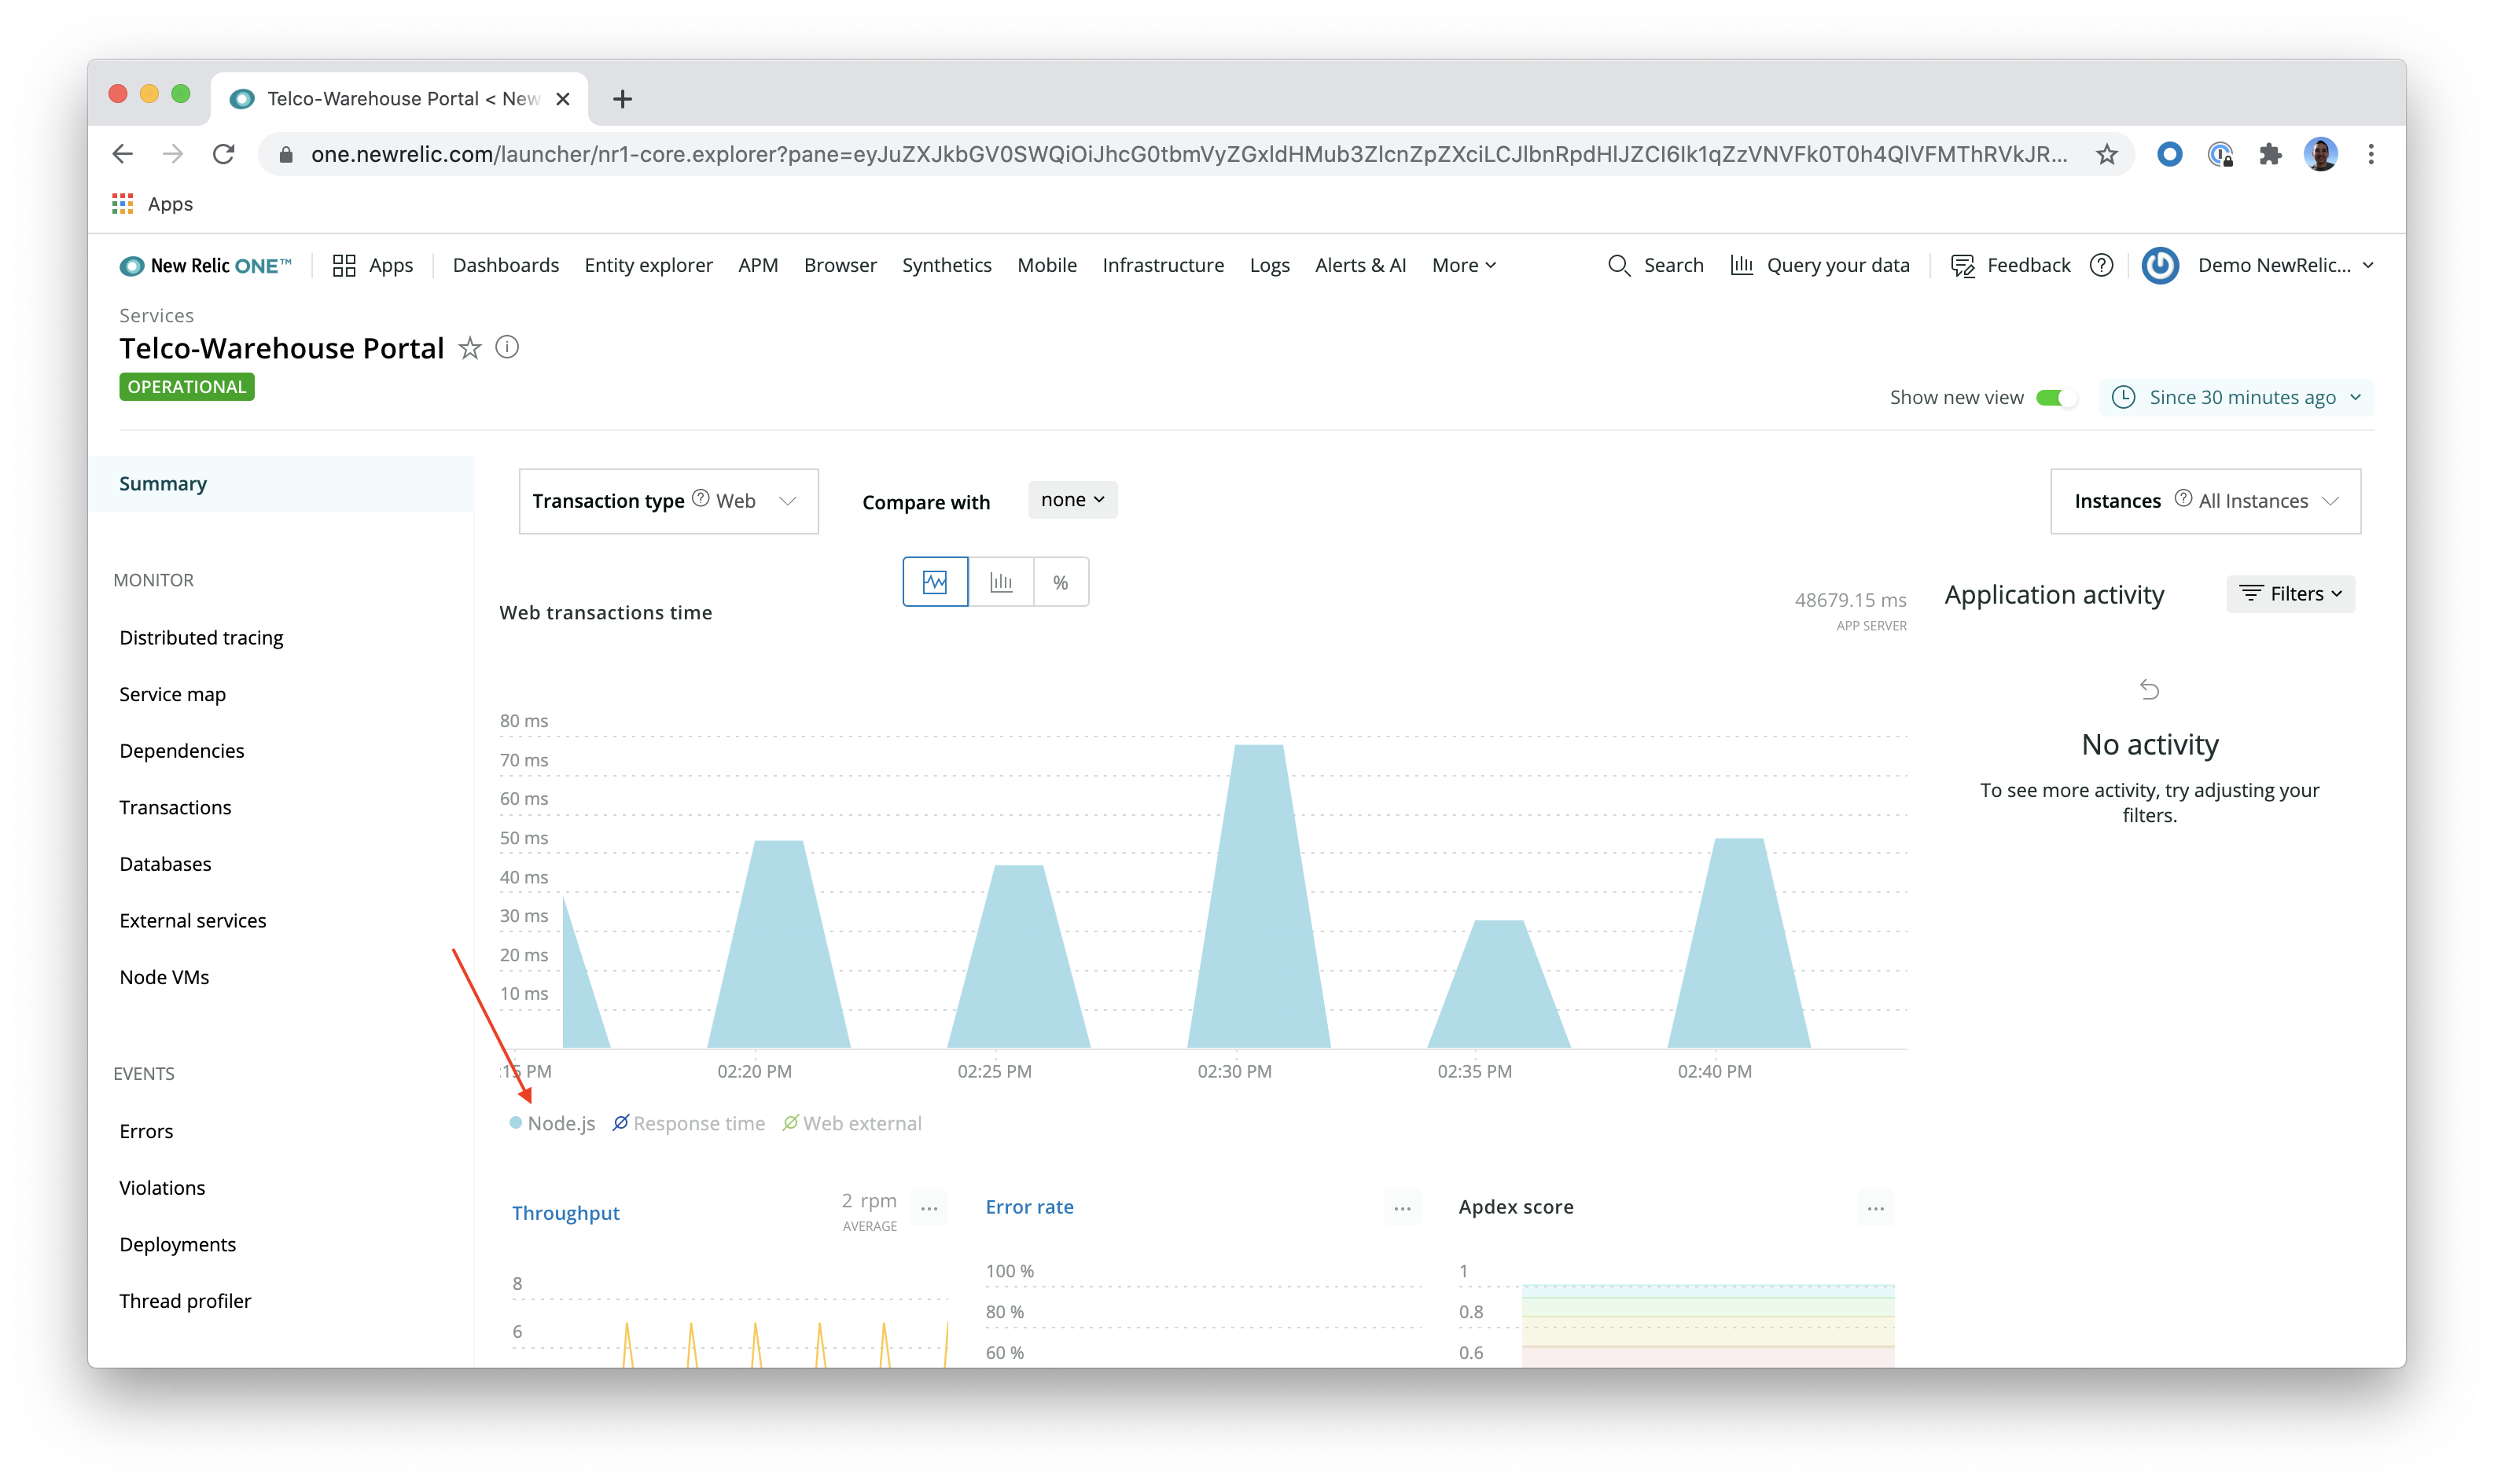 Telco-Warehouse Portal < New
one.newrelic.com/launcher/nr1-core.explorer?pane=eyJuZXJkbGV0SWQiOiJhcG0tbmVyZGxldHMub3ZlcnZpZXciLCJlbnRpdHlJZCI6Ik1qZzVNVFk0T0h4QlVFMThRVkJR...
Apps
New Relic ONE™ Apps Dashboards Entity explorer APM Browser Synthetics Mobile Infrastructure Logs Alerts & AI More Search Query your data Feedback Demo NewRelic...
Services
Telco-Warehouse Portal
OPERATIONAL
Show new view Since 30 minutes ago
Summary
MONITOR
Distributed tracing
Service map
Dependencies
Transactions
Databases
External services
Node VMs
EVENTS
Errors
Violations
Deployments
Thread profiler
Transaction type ? Web
Compare with none
Instances ? All Instances
%
Web transactions time
48679.15 ms
APP SERVER
80 ms
70 ms
60 ms
50 ms
40 ms
30 ms
20 ms
10 ms
:15 PM 02:20 PM 02:25 PM 02:30 PM 02:35 PM 02:40 PM
Node.js Response time Web external
Application activity Filters
No activity
To see more activity, try adjusting your
filters.
Throughput
2 rpm
AVERAGE
...
8
6
Error rate ...
100 %
80 %
60 %
Apdex score ...
1
0.8
0.6